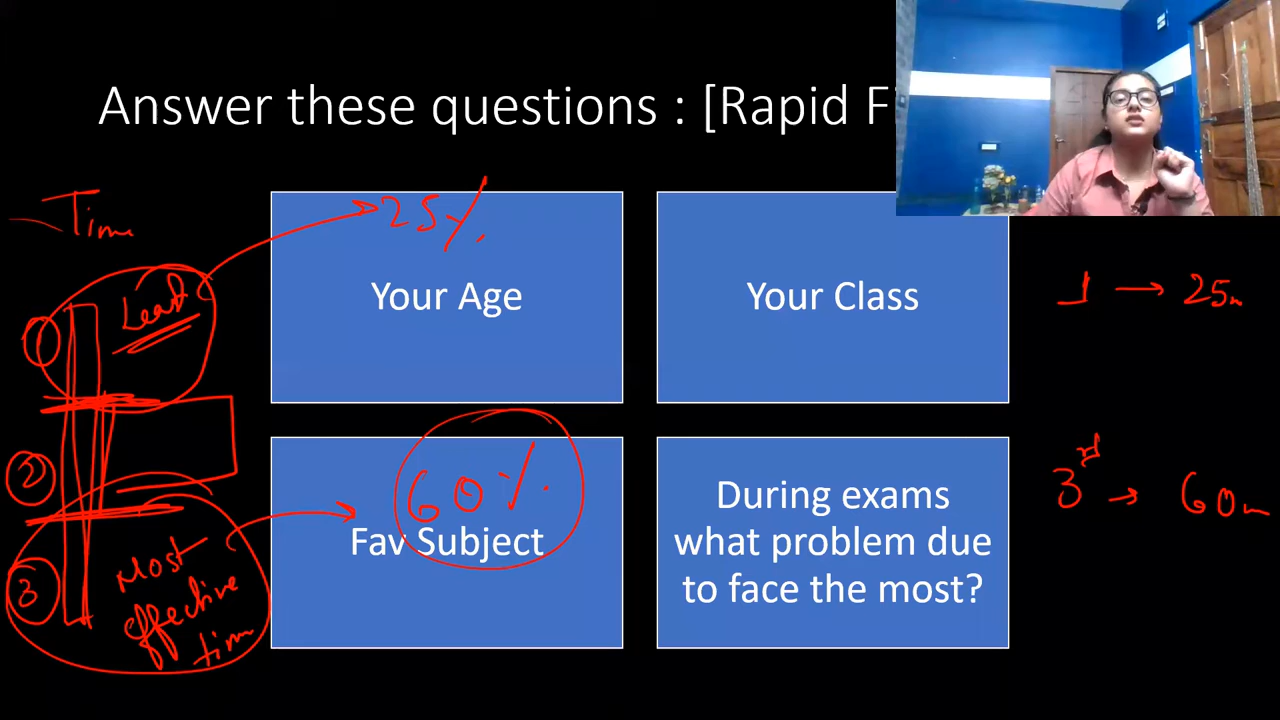 Answer these questions : [Rapid F
Time
25%
Your Age
Your Class
1 → 25m
① Least
②
60%
3rd → 60m
Fav Subject
During exams
what problem due
to face the most?
③ Most
effective
time